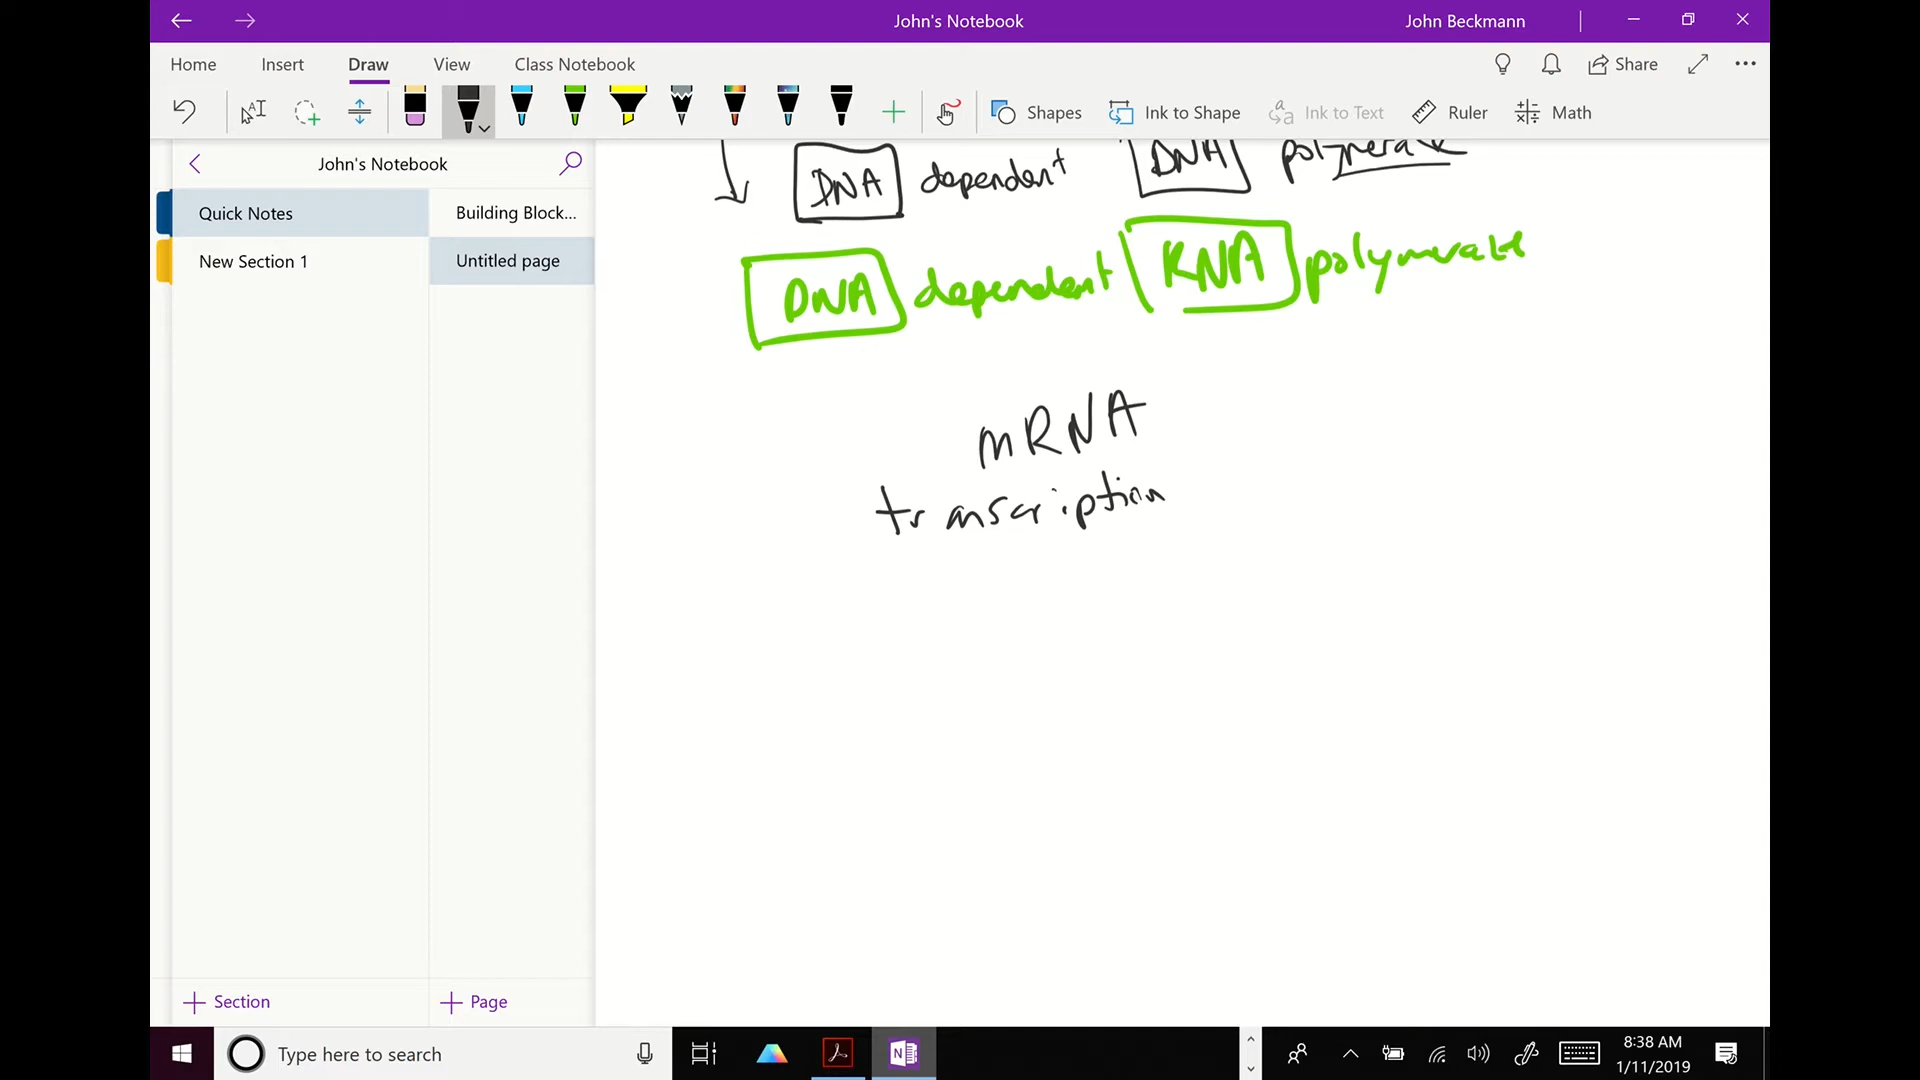 John's Notebook
John Beckmann
Home Insert Draw View Class Notebook
Share
Shapes Ink to Shape Ink to Text Ruler Math
John's Notebook
Quick Notes
New Section 1
Building Block...
Untitled page
DNA dependent DNA polymerase
DNA dependent RNA polymerase
mRNA
transcription
Section
Page
Type here to search
8:38 AM
1/11/2019